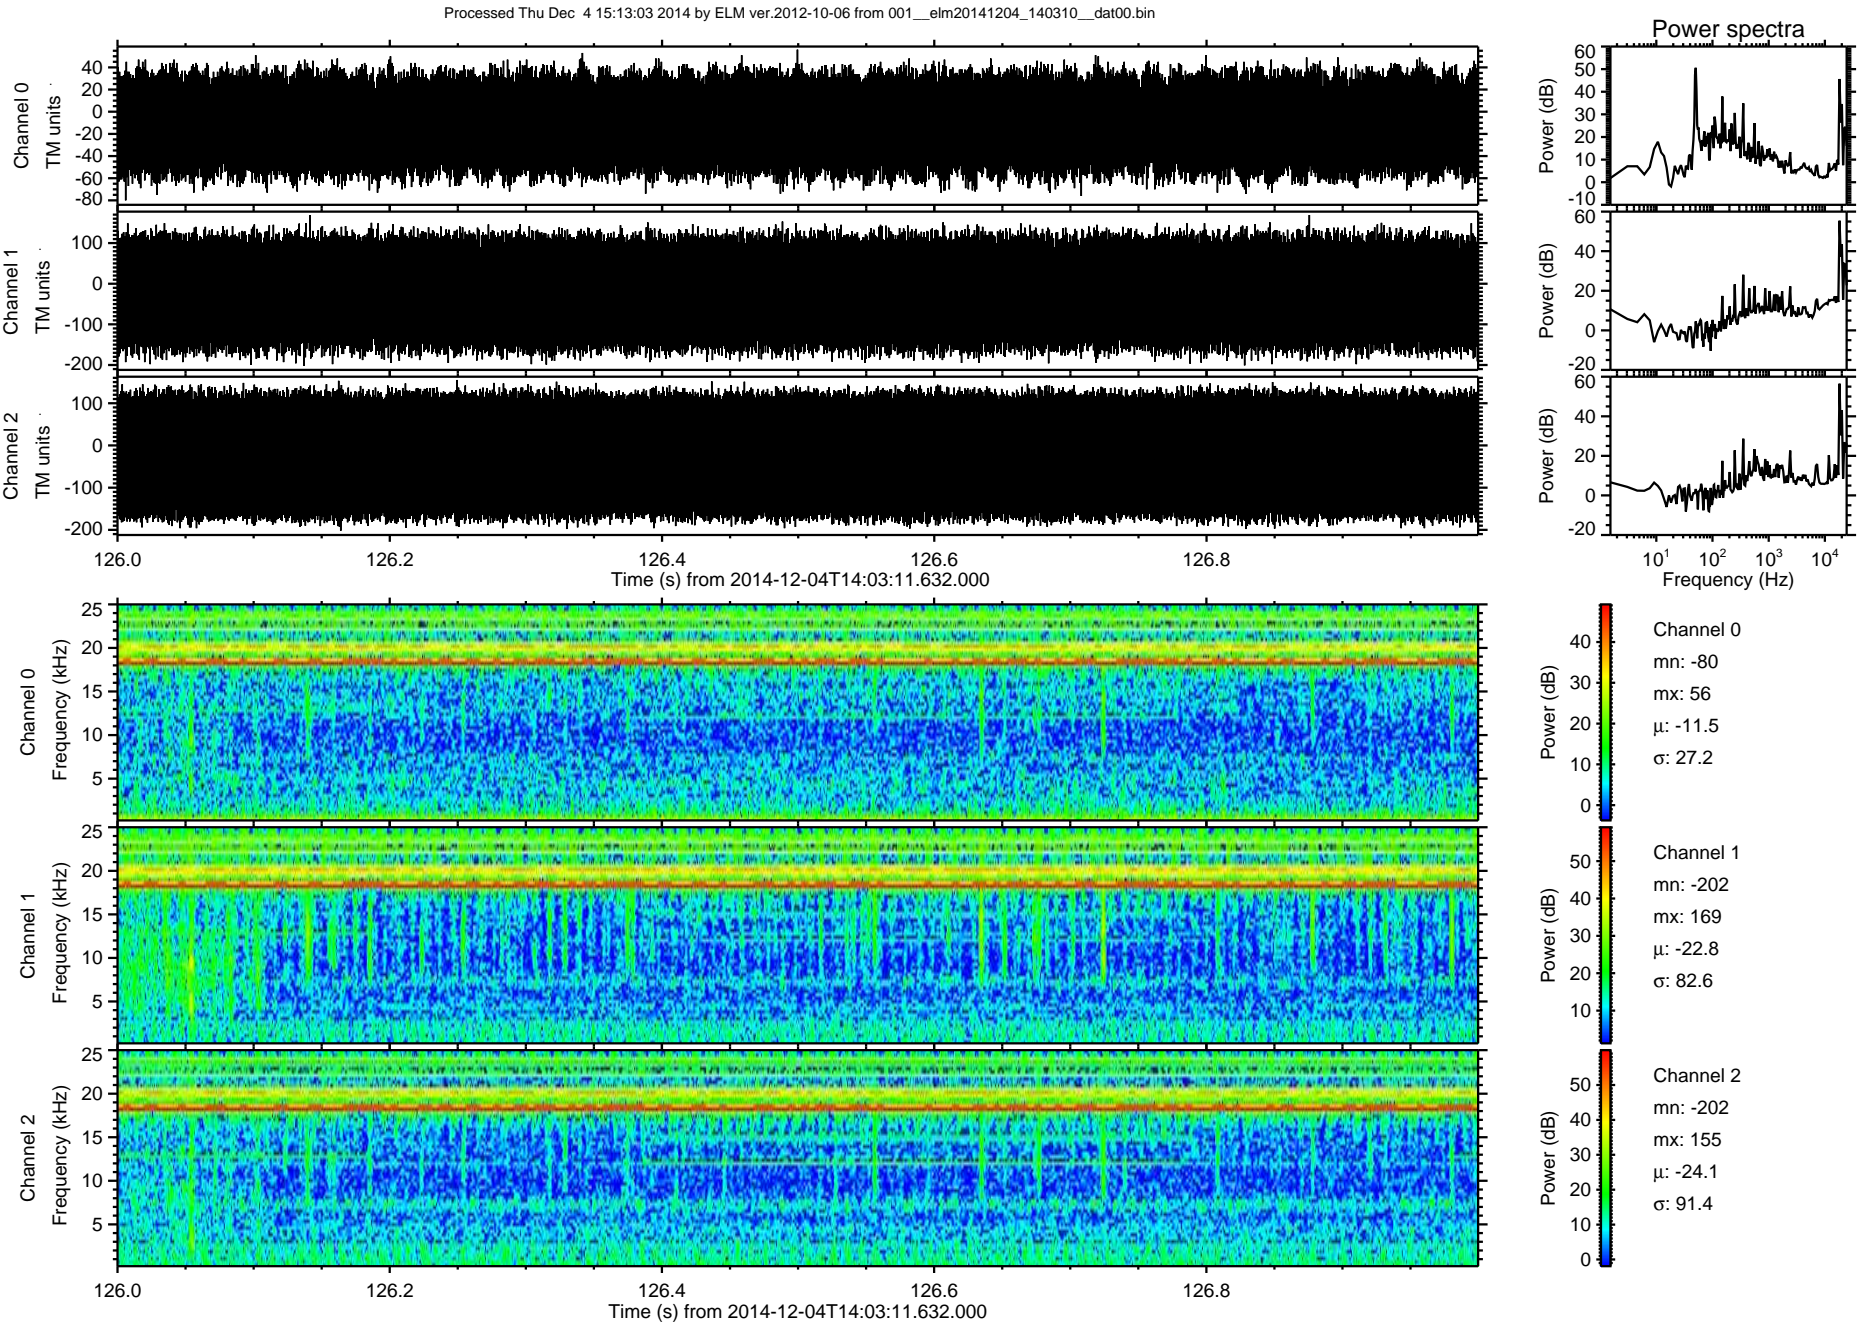 Processed Thu Dec  4 15:13:03 2014 by ELM ver.2012-10-06 from 001__elm20141204_140310__dat00.bin
Power spectra
Channel 0
TM units
40
20
0
-20
-40
-60
-80
Power (dB)
60
50
40
30
20
10
0
-10
Channel 1
TM units
100
0
-100
-200
Power (dB)
60
40
20
0
-20
Channel 2
TM units
100
0
-100
-200
Power (dB)
60
40
20
0
-20
126.0 126.2 126.4 126.6 126.8
Time (s) from 2014-12-04T14:03:11.632.000
10¹ 10² 10³ 10⁴
Frequency (Hz)
Channel 0
Frequency (kHz)
25
20
15
10
5
Power (dB)
40
30
20
10
0
Channel 0
mn: -80
mx: 56
μ: -11.5
σ: 27.2
Channel 1
Frequency (kHz)
25
20
15
10
5
Power (dB)
50
40
30
20
10
Channel 1
mn: -202
mx: 169
μ: -22.8
σ: 82.6
Channel 2
Frequency (kHz)
25
20
15
10
5
Power (dB)
50
40
30
20
10
0
Channel 2
mn: -202
mx: 155
μ: -24.1
σ: 91.4
126.0 126.2 126.4 126.6 126.8
Time (s) from 2014-12-04T14:03:11.632.000